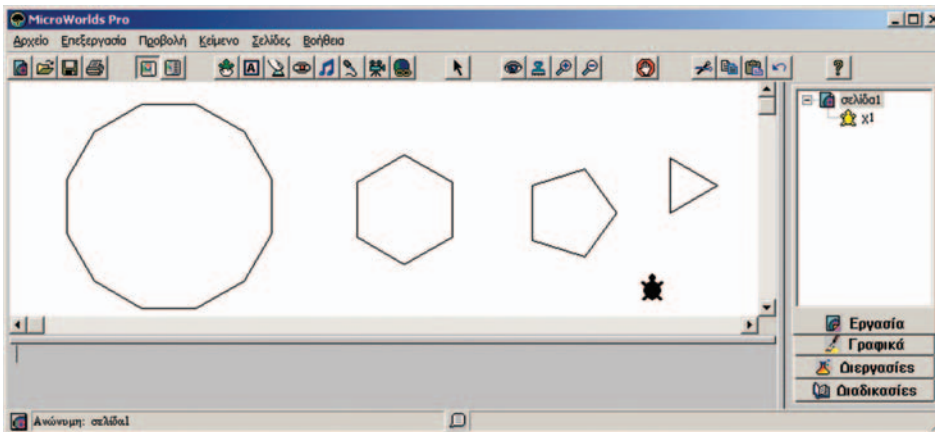 MicroWorlds Pro
Αρχείο Επεξεργασία Προβολή Κείμενο Σελίδες Βοήθεια
σελίδα1
χ1
Εργασία
Γραφικά
Διεργασίες
Διαδικασίες
Ανώνυμη: σελίδα1